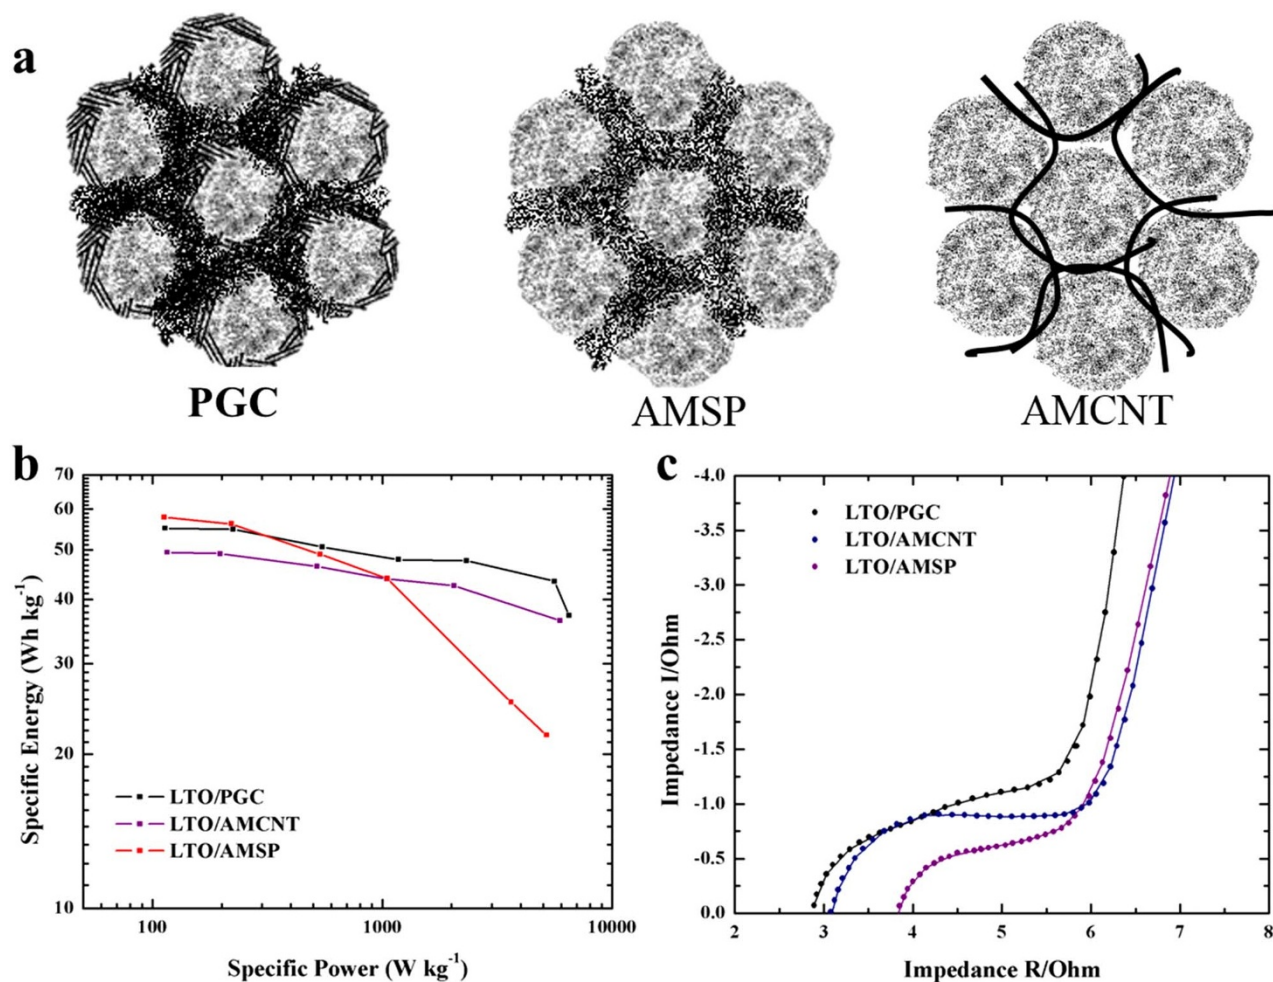 a
PGC
AMSP
AMCNT
b
70
60
50
40
30
20
10
Specific Energy (Wh kg-1)
LTO/PGC
LTO/AMCNT
LTO/AMSP
100
1000
10000
Specific Power (W kg-1)
c
-4.0
-3.5
-3.0
-2.5
-2.0
-1.5
-1.0
-0.5
0.0
Impedance I/Ohm
LTO/PGC
LTO/AMCNT
LTO/AMSP
2
3
4
5
6
7
8
Impedance R/Ohm